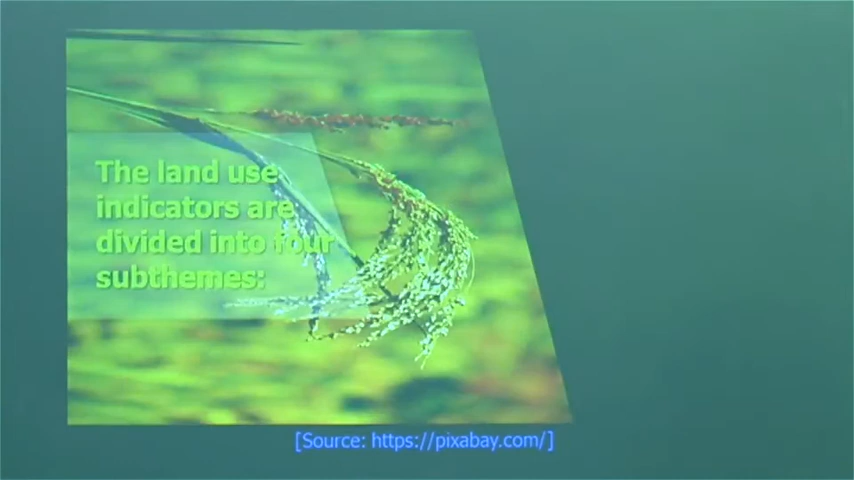 The land use
indicators are
divided into four
subthemes:
[Source: https://pixabay.com/]